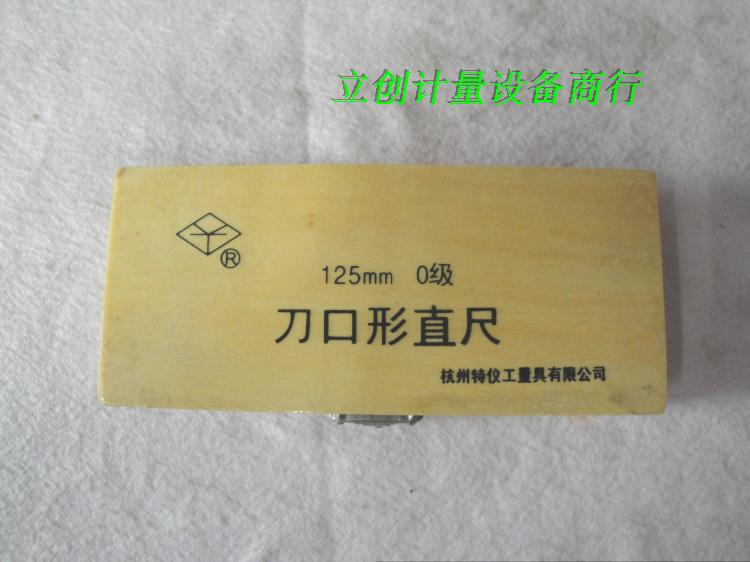 立创计量设备商行
®
125mm 0级
刀口形直尺
杭州特仪工量具有限公司